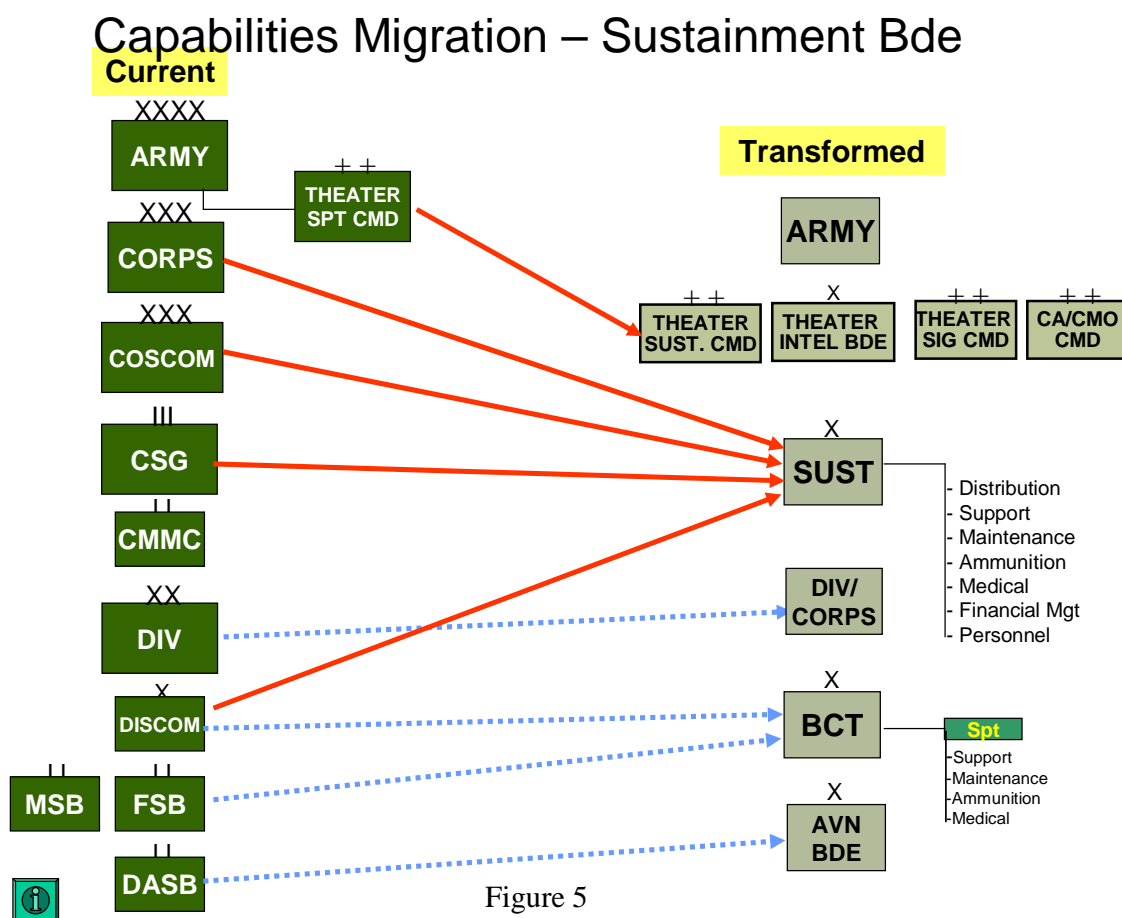 Capabilities Migration – Sustainment Bde
Current
XXXX
ARMY
Transformed
+ +
THEATER
SPT CMD
XXX
CORPS
ARMY
XXX
COSCOM
+ +
THEATER
SUST. CMD
X
THEATER
INTEL BDE
+ +
THEATER
SIG CMD
+ +
CA/CMO
CMD
III
CSG
X
SUST
- Distribution
- Support
- Maintenance
- Ammunition
- Medical
- Financial Mgt
- Personnel
II
CMMC
XX
DIV
DIV/
CORPS
X
DISCOM
X
BCT
Spt
-Support
-Maintenance
-Ammunition
-Medical
II
MSB
II
FSB
X
AVN
BDE
II
DASB
i
Figure 5